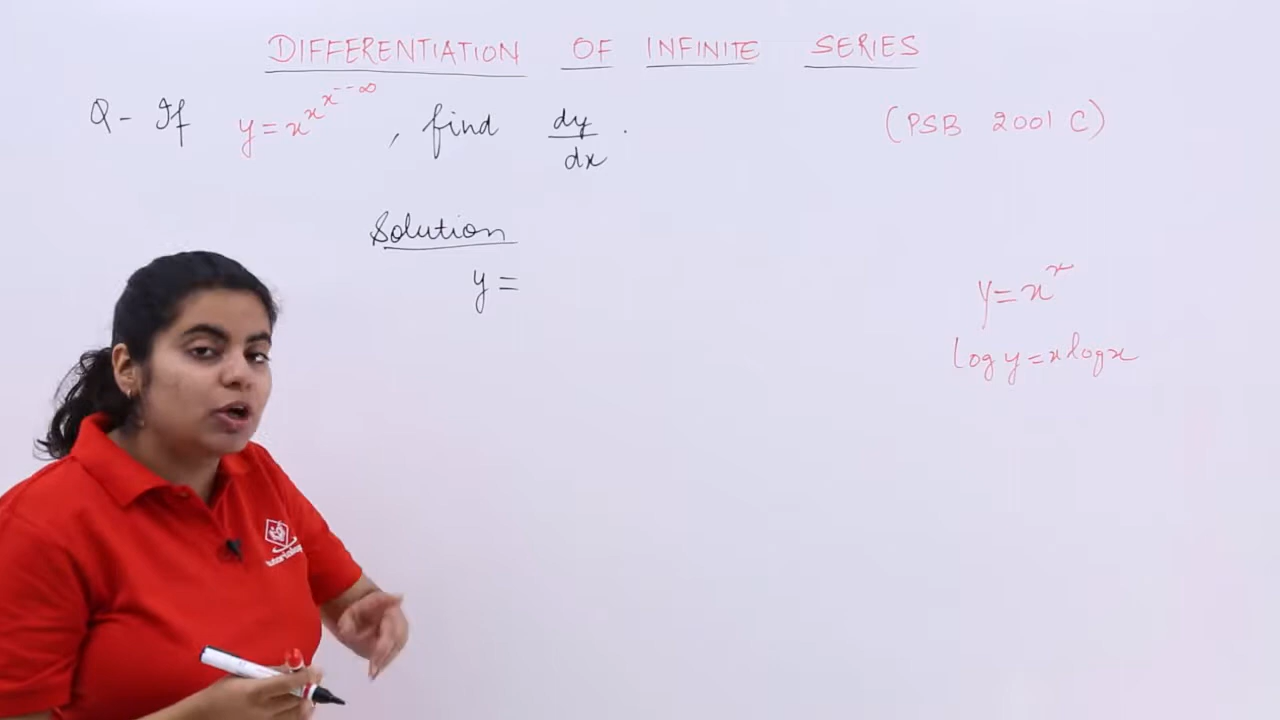 DIFFERENTIATION OF INFINITE SERIES
Q- If y = x^x^x^--∞ , find dy/dx . (PSB 2001 C)
Solution
y =
y = x^x
log y = x log x